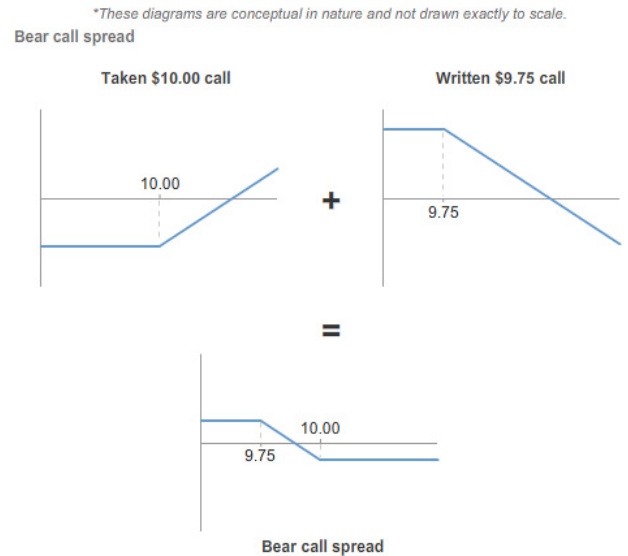 *These diagrams are conceptual in nature and not drawn exactly to scale.
Bear call spread
Taken $10.00 call
Written $9.75 call
10.00
+
9.75
=
10.00
9.75
Bear call spread